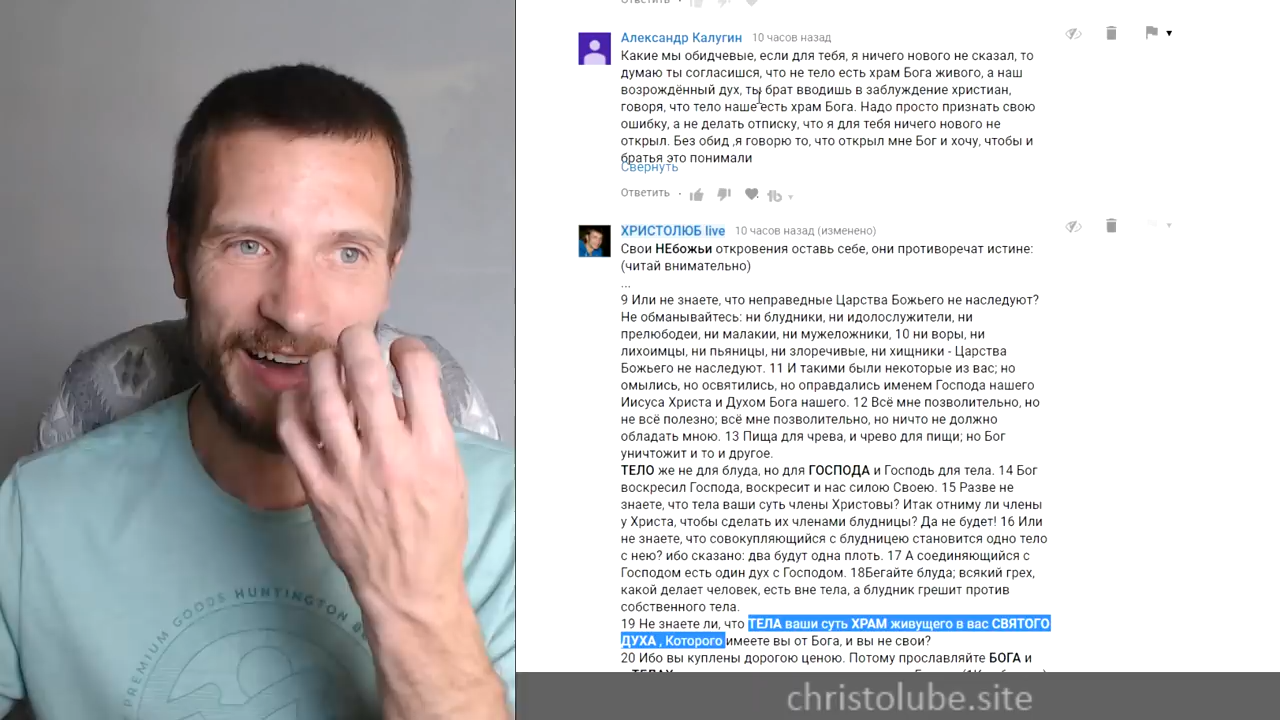 Ответить
Александр Калугин 10 часов назад
Какие мы обидчевые, если для тебя, я ничего нового не сказал, то
думаю ты согласишся, что не тело есть храм Бога живого, а наш
возрождённый дух, ты брат вводишь в заблуждение христиан,
говоря, что тело наше есть храм Бога. Надо просто признать свою
ошибку, а не делать отписку, что я для тебя ничего нового не
открыл. Без обид ,я говорю то, что открыл мне Бог и хочу, чтобы и
братья это понимали
Свернуть
Ответить
ХРИСТОЛЮБ live 10 часов назад (изменено)
Свои НЕбожьи откровения оставь себе, они противоречат истине:
(читай внимательно)
...
9 Или не знаете, что неправедные Царства Божьего не наследуют?
Не обманывайтесь: ни блудники, ни идолослужители, ни
прелюбодеи, ни малакии, ни мужеложники, 10 ни воры, ни
лихоимцы, ни пьяницы, ни злоречивые, ни хищники - Царства
Божьего не наследуют. 11 И такими были некоторые из вас; но
омылись, но освятились, но оправдались именем Господа нашего
Иисуса Христа и Духом Бога нашего. 12 Всё мне позволительно, но
не всё полезно; всё мне позволительно, но ничто не должно
обладать мною. 13 Пища для чрева, и чрево для пищи; но Бог
уничтожит и то и другое.
ТЕЛО же не для блуда, но для ГОСПОДА и Господь для тела. 14 Бог
воскресил Господа, воскресит и нас силою Своею. 15 Разве не
знаете, что тела ваши суть члены Христовы? Итак отниму ли члены
у Христа, чтобы сделать их членами блудницы? Да не будет! 16 Или
не знаете, что совокупляющийся с блудницею становится одно тело
с нею? ибо сказано: два будут одна плоть. 17 А соединяющийся с
Господом есть один дух с Господом. 18Бегайте блуда; всякий грех,
какой делает человек, есть вне тела, а блудник грешит против
собственного тела.
19 Не знаете ли, что ТЕЛА ваши суть ХРАМ живущего в вас СВЯТОГО
ДУХА , Которого имеете вы от Бога, и вы не свои?
20 Ибо вы куплены дорогою ценою. Потому прославляйте БОГА и
christolube.site
PREMIUM GOODS HUNTINGTON